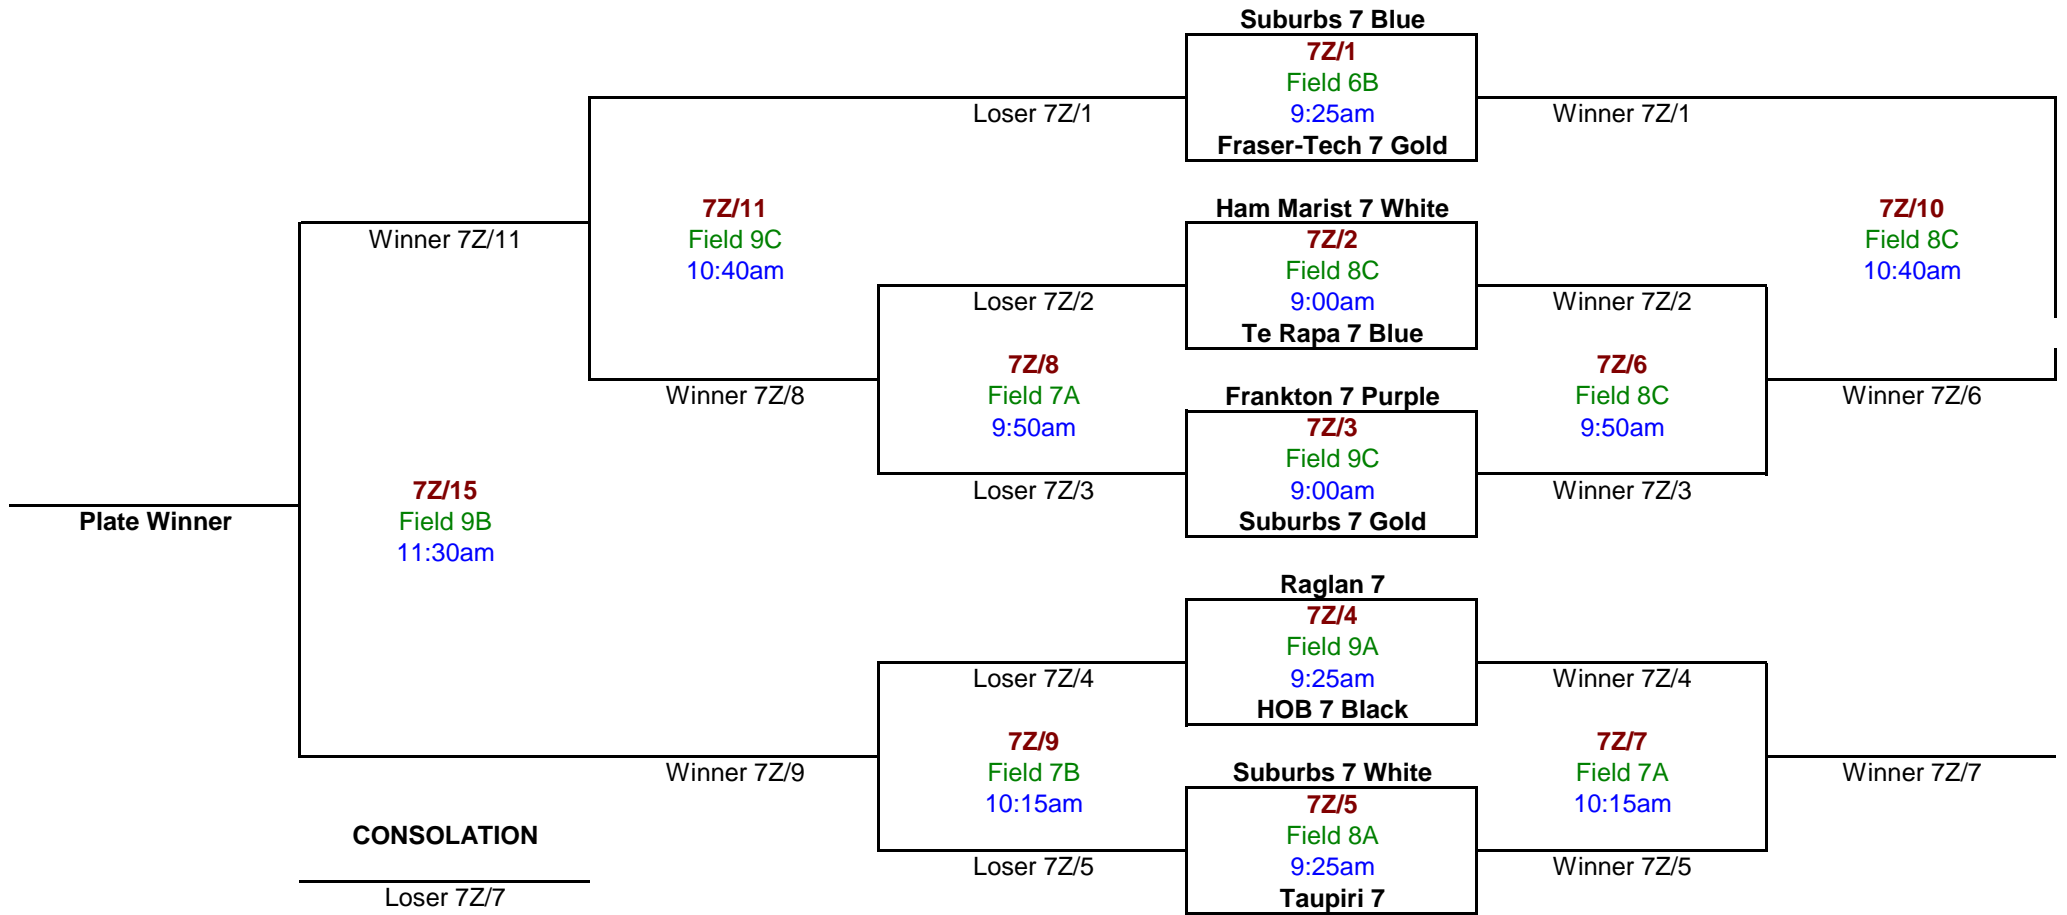 Suburbs 7 Blue
7Z/1
Field 6B
9:25am
Loser 7Z/1
Winner 7Z/1
Fraser-Tech 7 Gold
7Z/11
Ham Marist 7 White
7Z/10
Winner 7Z/11
Field 9C
7Z/2
Field 8C
10:40am
Field 8C
10:40am
Loser 7Z/2
9:00am
Winner 7Z/2
Te Rapa 7 Blue
7Z/8
7Z/6
Winner 7Z/8
Field 7A
Frankton 7 Purple
Field 8C
Winner 7Z/6
9:50am
7Z/3
9:50am
Field 9C
7Z/15
Loser 7Z/3
9:00am
Winner 7Z/3
Plate Winner
Field 9B
Suburbs 7 Gold
11:30am
Raglan 7
7Z/4
Field 9A
Loser 7Z/4
9:25am
Winner 7Z/4
HOB 7 Black
7Z/9
7Z/7
Winner 7Z/9
Field 7B
Suburbs 7 White
Field 7A
Winner 7Z/7
10:15am
7Z/5
10:15am
CONSOLATION
Field 8A
Loser 7Z/5
9:25am
Winner 7Z/5
Loser 7Z/7
Taupiri 7